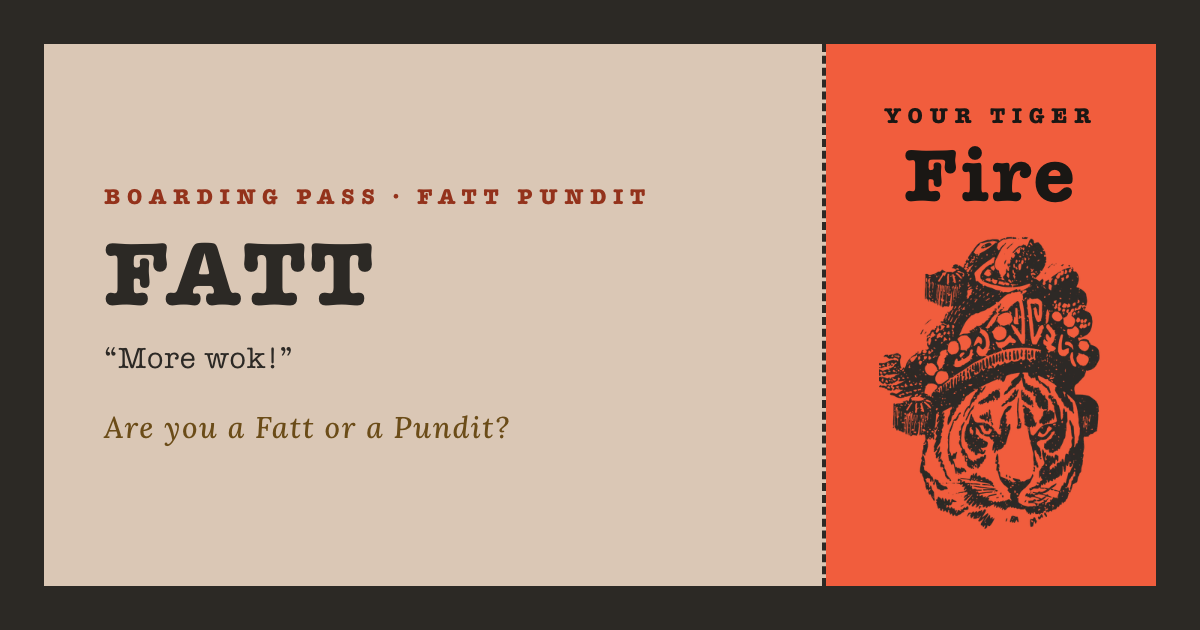 BOARDING PASS · FATT PUNDIT
FATT
“More wok!”
Are you a Fatt or a Pundit?
YOUR TIGER
Fire